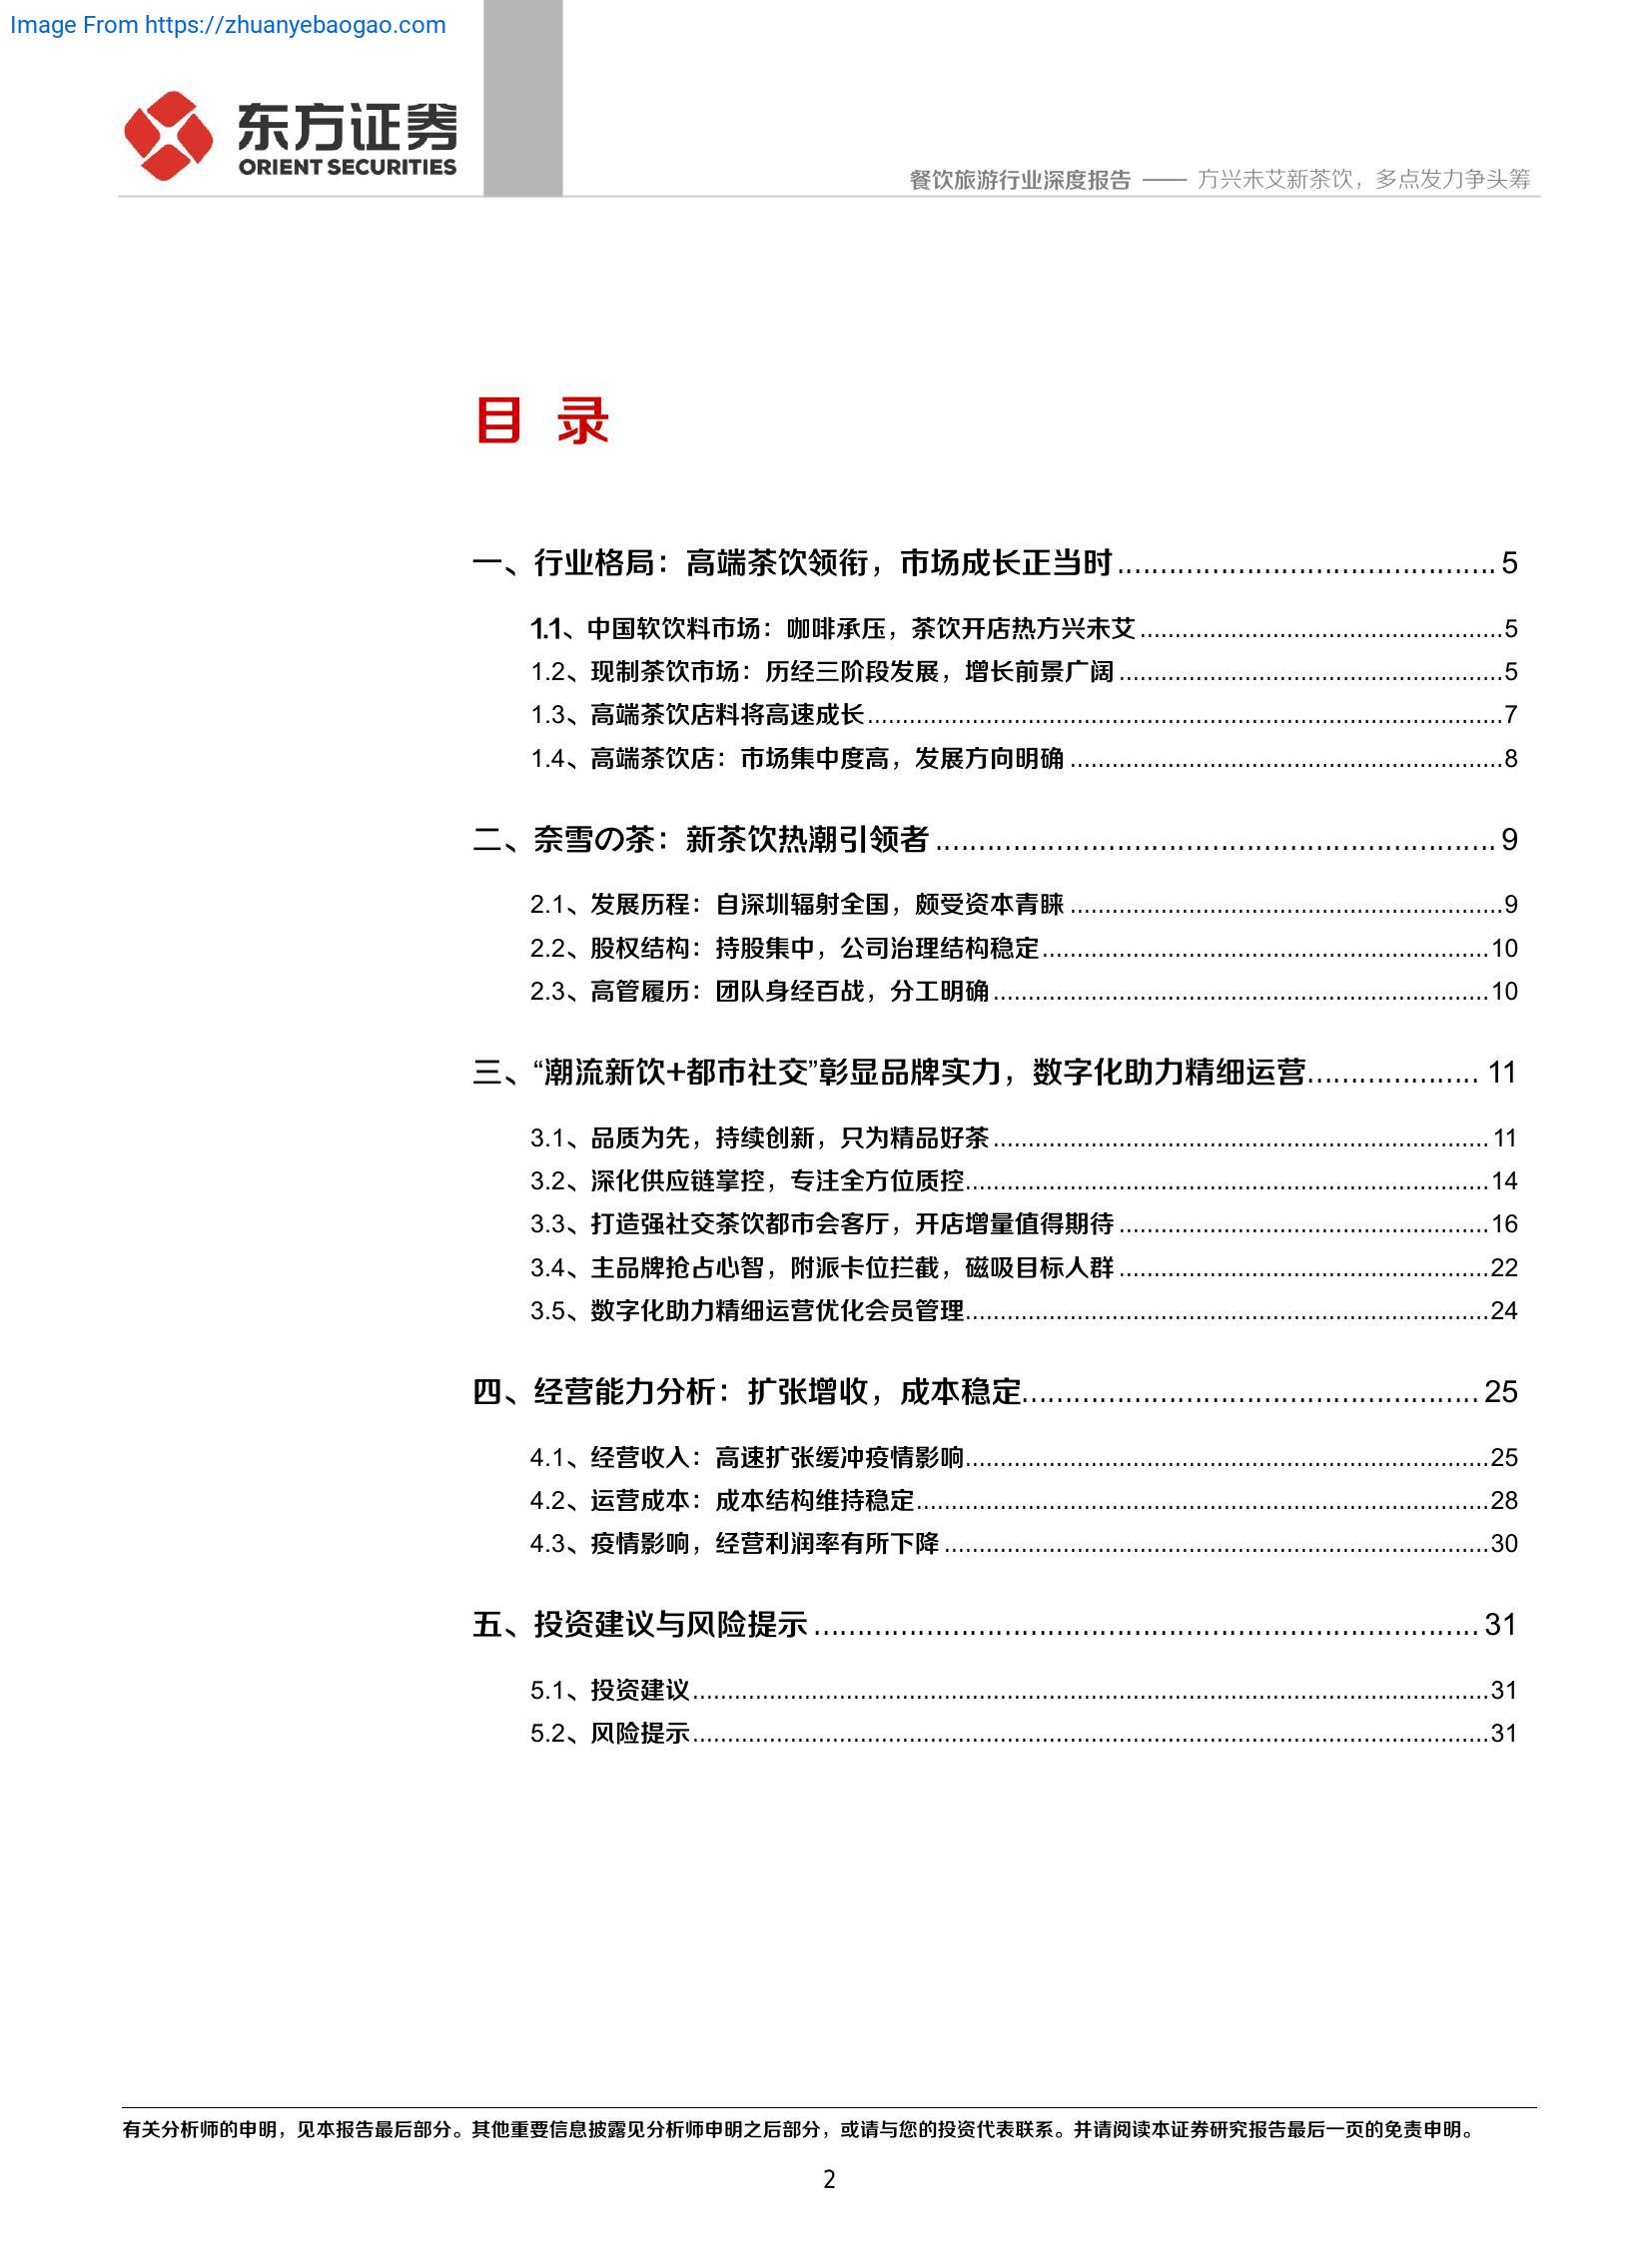 Image From https://zhuanyebaogao.com
东方证券
ORIENT SECURITIES
餐饮旅游行业深度报告 —— 方兴未艾新茶饮，多点发力争头筹
目 录
一、行业格局：高端茶饮领衔，市场成长正当时............................................ 5
1.1、中国软饮料市场：咖啡承压，茶饮开店热方兴未艾....................................................5
1.2、现制茶饮市场：历经三阶段发展，增长前景广阔.......................................................5
1.3、高端茶饮店料将高速成长...........................................................................................7
1.4、高端茶饮店：市场集中度高，发展方向明确..............................................................8
二、奈雪の茶：新茶饮热潮引领者................................................................. 9
2.1、发展历程：自深圳辐射全国，颇受资本青睐..............................................................9
2.2、股权结构：持股集中，公司治理结构稳定................................................................10
2.3、高管履历：团队身经百战，分工明确.......................................................................10
三、“潮流新饮+都市社交”彰显品牌实力，数字化助力精细运营.................... 11
3.1、品质为先，持续创新，只为精品好茶.......................................................................11
3.2、深化供应链掌控，专注全方位质控...........................................................................14
3.3、打造强社交茶饮都市会客厅，开店增量值得期待.....................................................16
3.4、主品牌抢占心智，附派卡位拦截，磁吸目标人群.....................................................22
3.5、数字化助力精细运营优化会员管理...........................................................................24
四、经营能力分析：扩张增收，成本稳定..................................................... 25
4.1、经营收入：高速扩张缓冲疫情影响...........................................................................25
4.2、运营成本：成本结构维持稳定..................................................................................28
4.3、疫情影响，经营利润率有所下降..............................................................................30
五、投资建议与风险提示............................................................................. 31
5.1、投资建议..................................................................................................................31
5.2、风险提示..................................................................................................................31
有关分析师的申明，见本报告最后部分。其他重要信息披露见分析师申明之后部分，或请与您的投资代表联系。并请阅读本证券研究报告最后一页的免责申明。
2